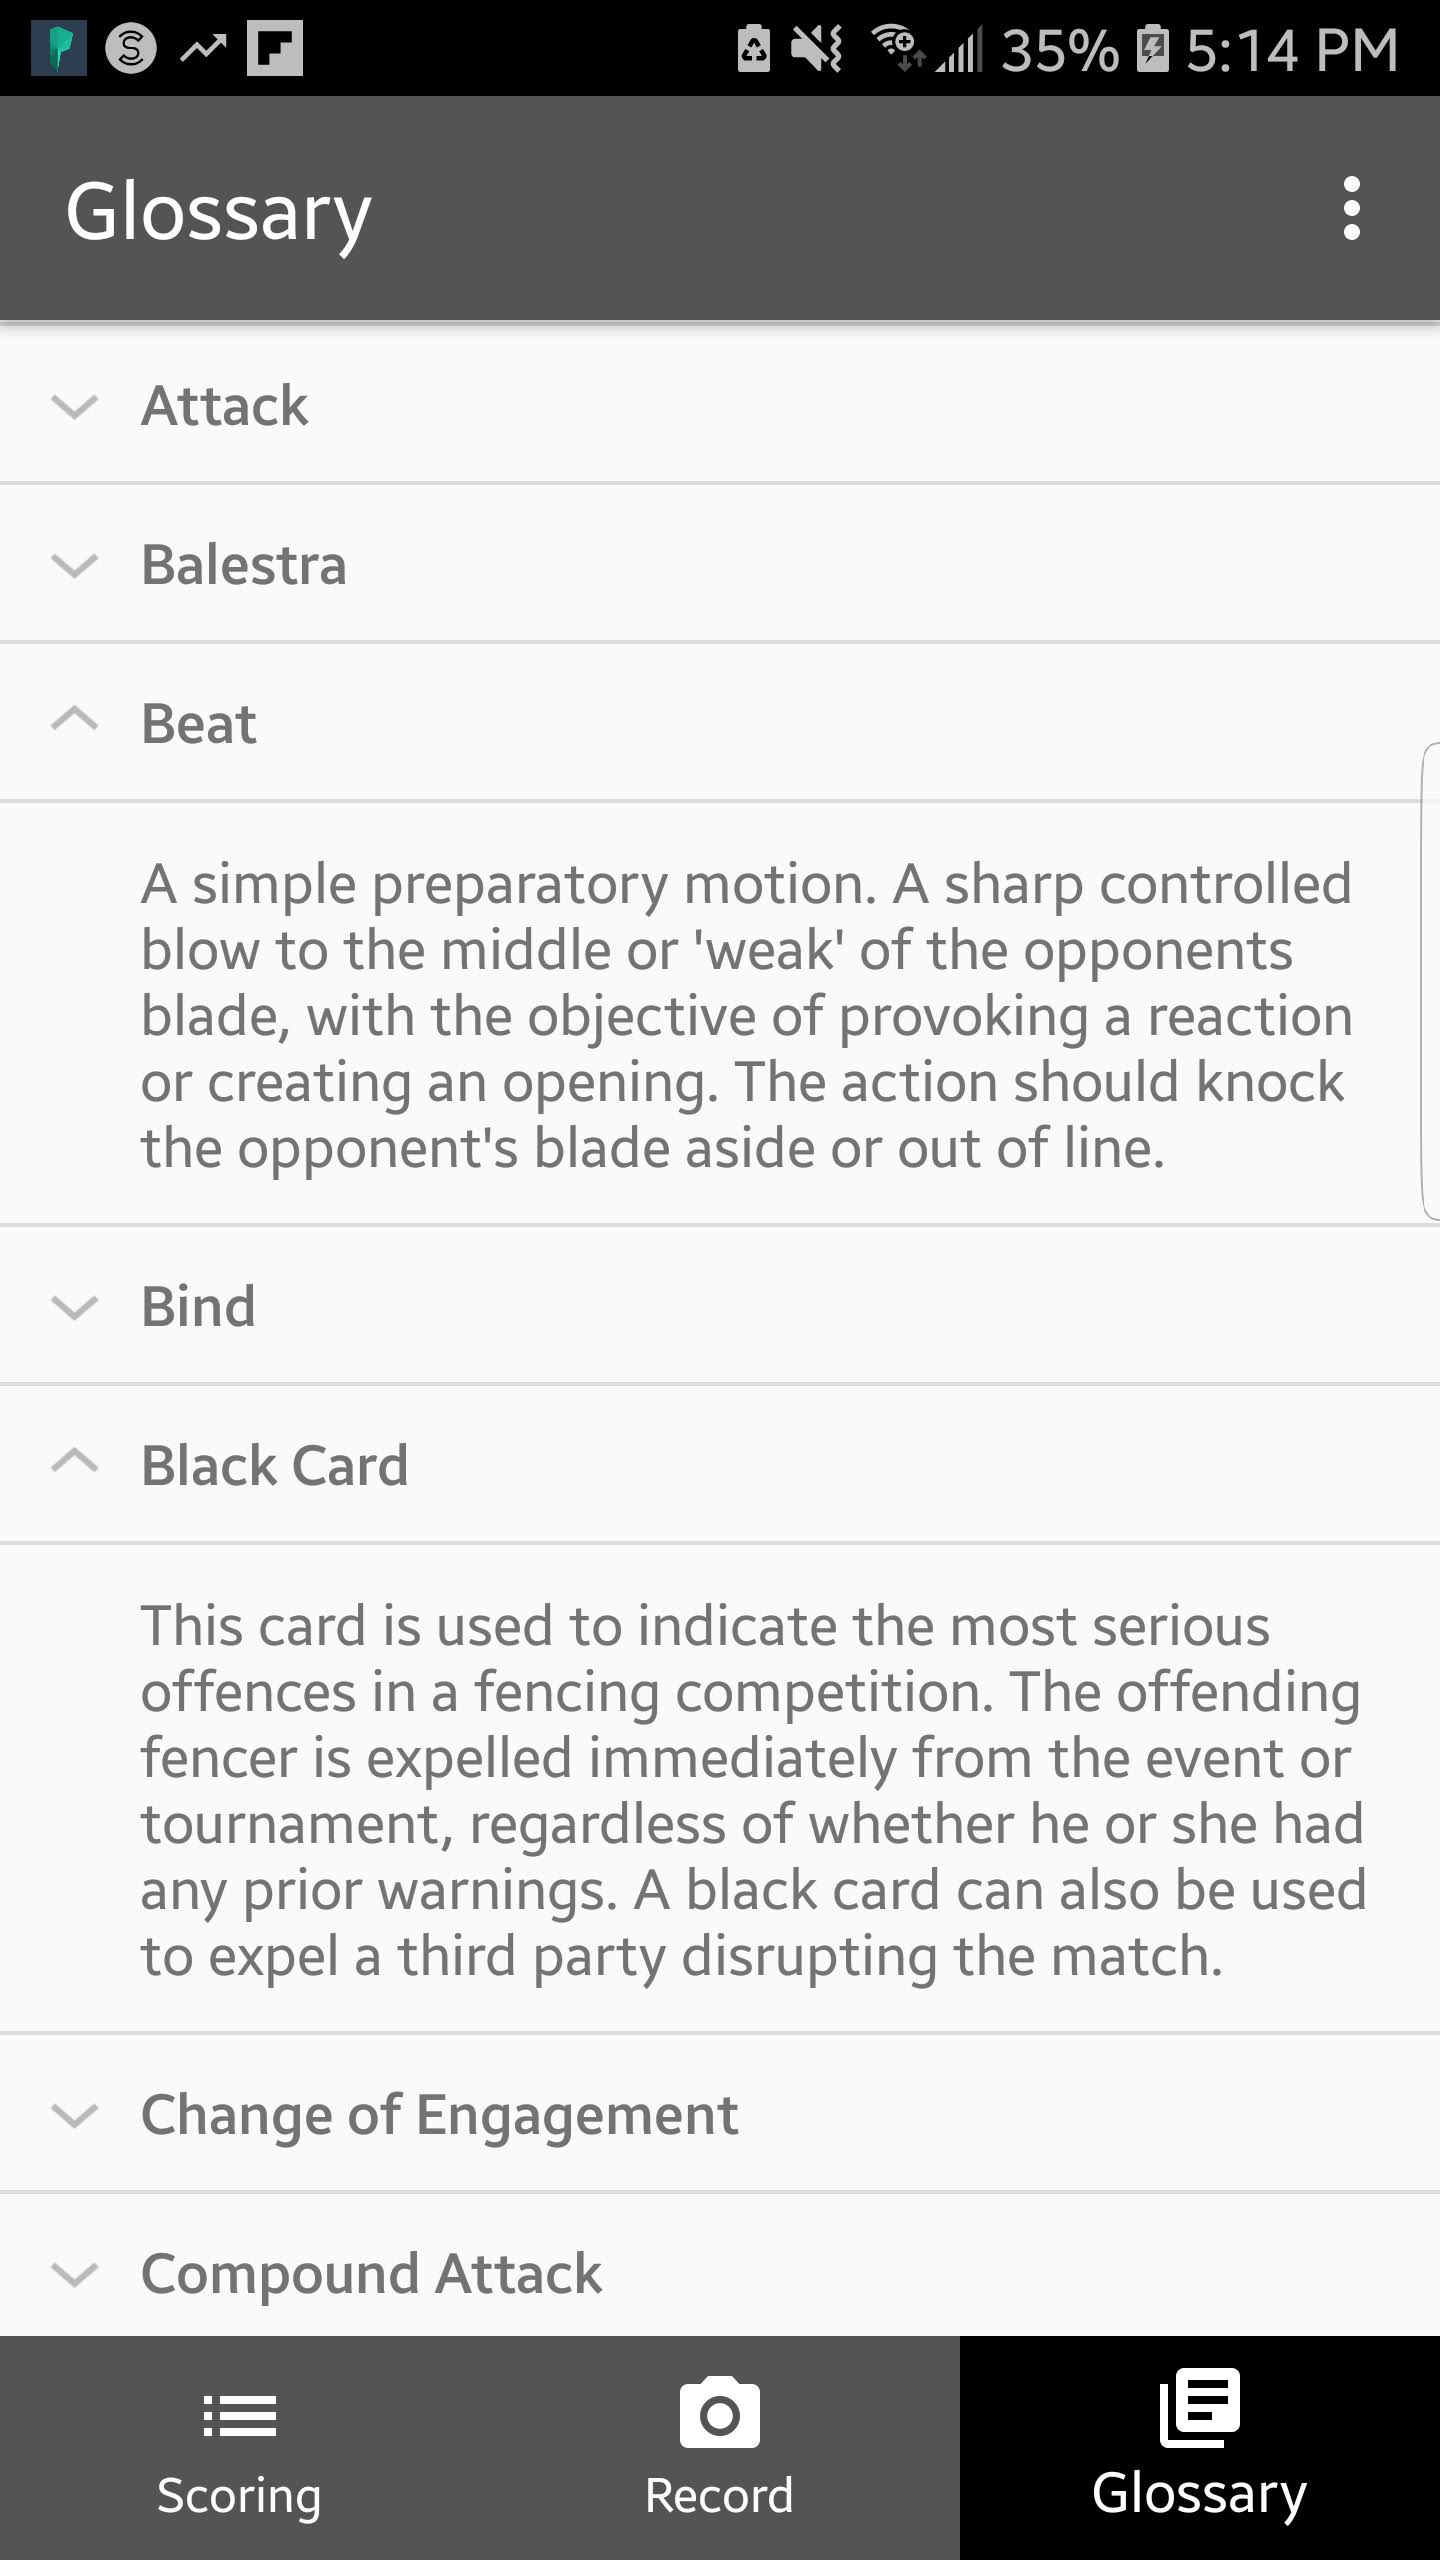 35% 5:14 PM
Glossary
Attack
Balestra
Beat
A simple preparatory motion. A sharp controlled
blow to the middle or 'weak' of the opponents
blade, with the objective of provoking a reaction
or creating an opening. The action should knock
the opponent's blade aside or out of line.
Bind
Black Card
This card is used to indicate the most serious
offences in a fencing competition. The offending
fencer is expelled immediately from the event or
tournament, regardless of whether he or she had
any prior warnings. A black card can also be used
to expel a third party disrupting the match.
Change of Engagement
Compound Attack
Scoring
Record
Glossary